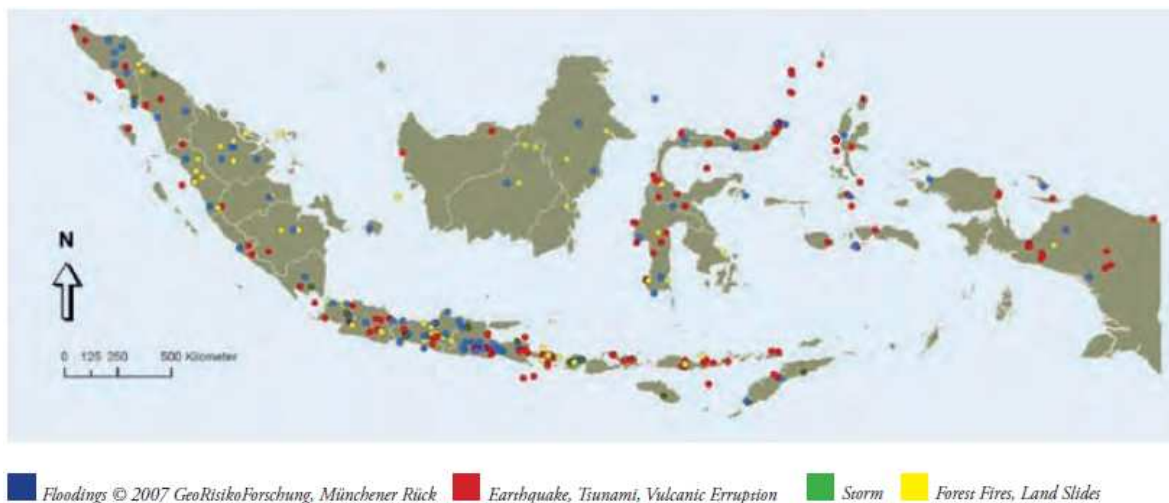 N
0 125 250 500 Kilometer
Floodings © 2007 GeoRisikoForschung, Münchener Rück Earthquake, Tsunami, Vulcanic Erruption Storm Forest Fires, Land Slides